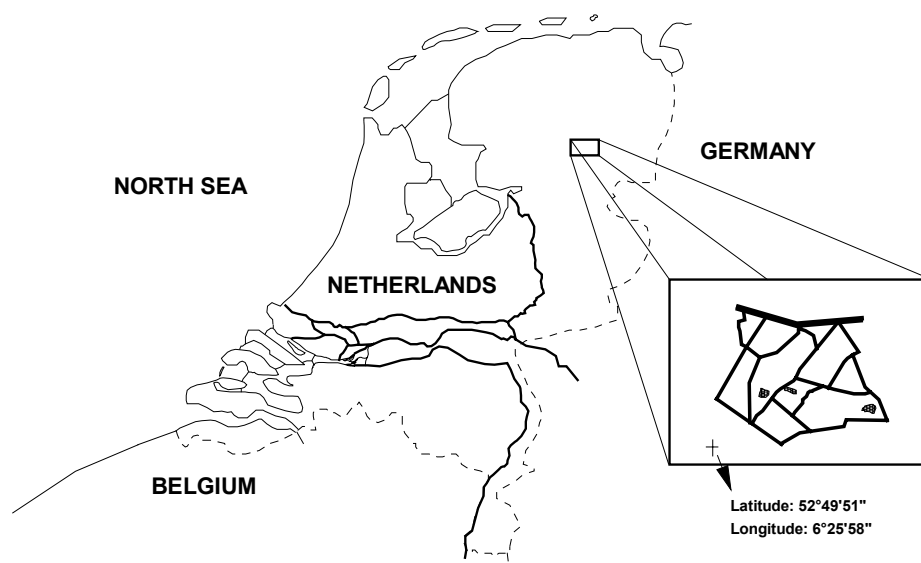 GERMANY
NORTH SEA
NETHERLANDS
BELGIUM
Latitude: 52°49'51"
Longitude: 6°25'58"